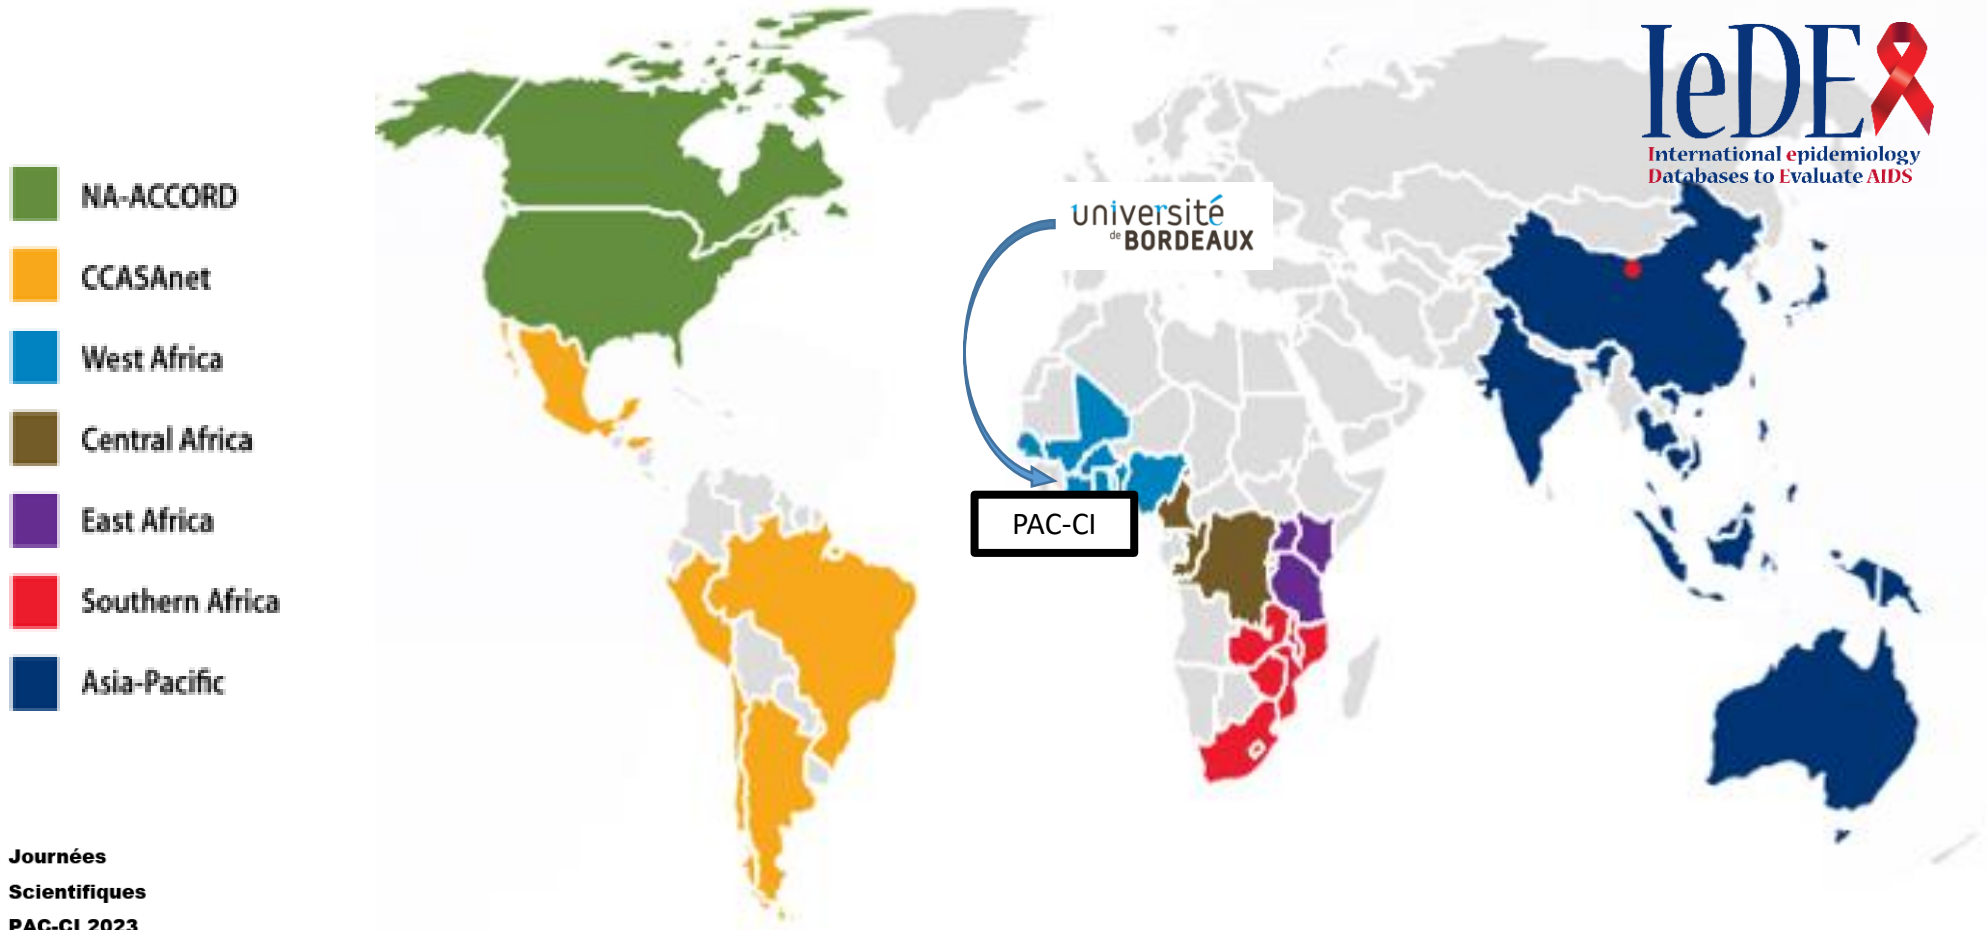 IeDEA
International epidemiology
Databases to Evaluate AIDS
NA-ACCORD
CCASAnet
West Africa
Central Africa
East Africa
Southern Africa
Asia-Pacific
université
de BORDEAUX
PAC-CI
Journées
Scientifiques
PAC-CI 2023